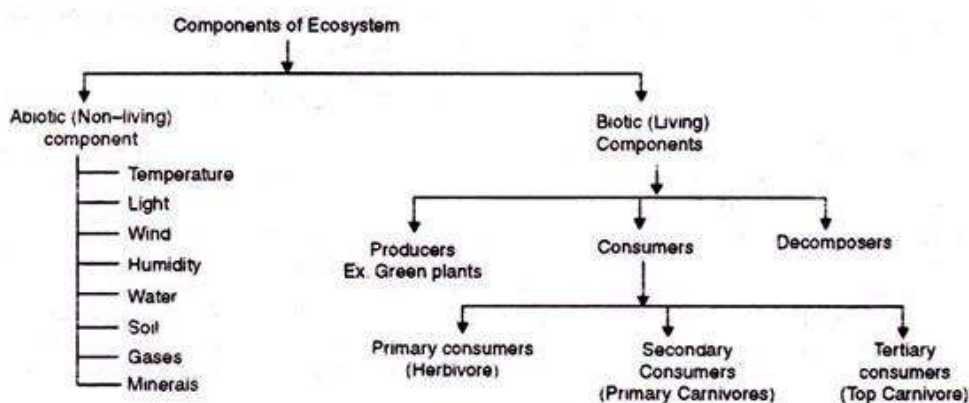 Components of Ecosystem
Abiotic (Non-living)
component
Temperature
Light
Wind
Humidity
Water
Soil
Gases
Minerals
Biotic (Living)
Components
Producers
Ex. Green plants
Consumers
Decomposers
Primary consumers
(Herbivore)
Secondary
Consumers
(Primary Carnivores)
Tertiary
consumers
(Top Carnivore)